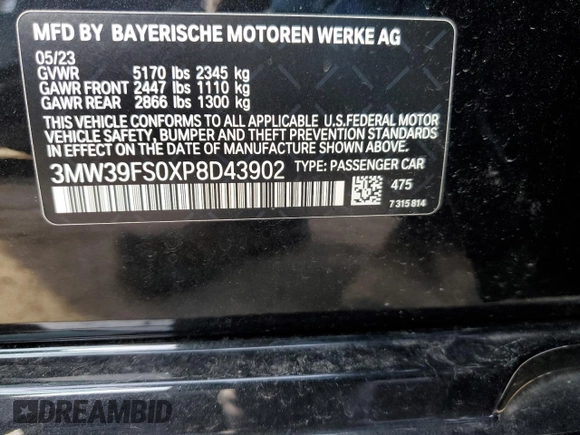 MFD BY BAYERISCHE MOTOREN WERKE AG
05/23
GVWR 5170 lbs 2345 kg
GAWR FRONT 2447 lbs 1110 kg
GAWR REAR 2866 lbs 1300 kg
THIS VEHICLE CONFORMS TO ALL APPLICABLE U.S.FEDERAL MOTOR
VEHICLE SAFETY, BUMPER AND THEFT PREVENTION STANDARDS
IN EFFECT ON THE DATE OF MANUFACTURE SHOWN ABOVE.
3MW39FS0XP8D43902 TYPE: PASSENGER CAR
475
7 315 814
DREAMBID